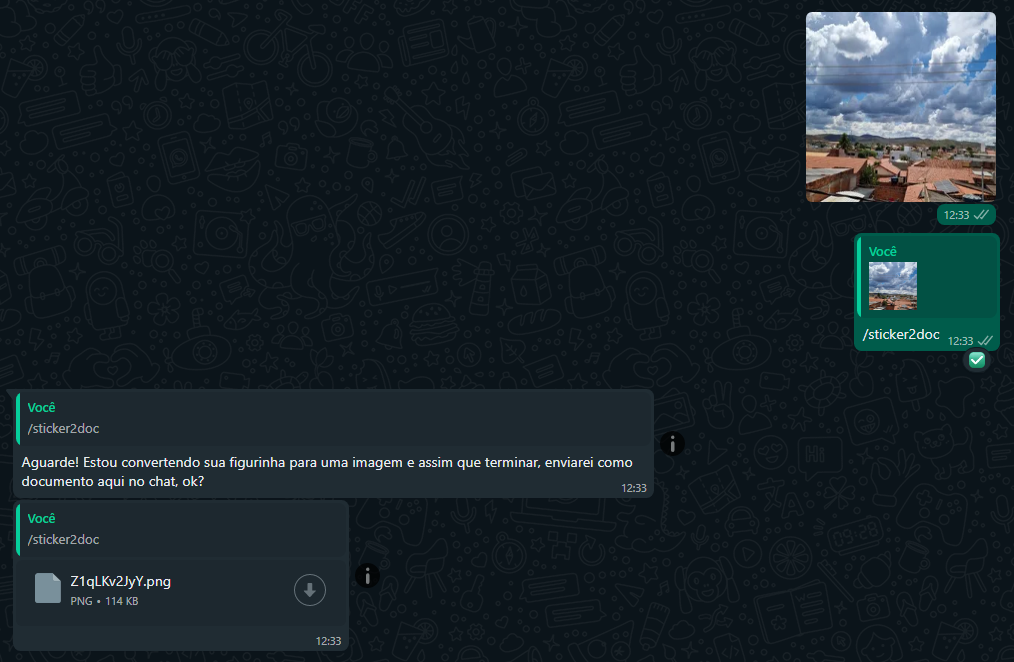 12:33
Você
/sticker2doc
12:33
Você
/sticker2doc
Aguarde! Estou convertendo sua figurinha para uma imagem e assim que terminar, enviarei como
documento aqui no chat, ok?
12:33
Você
/sticker2doc
Z1qLKv2JyY.png
PNG • 114 KB
12:33